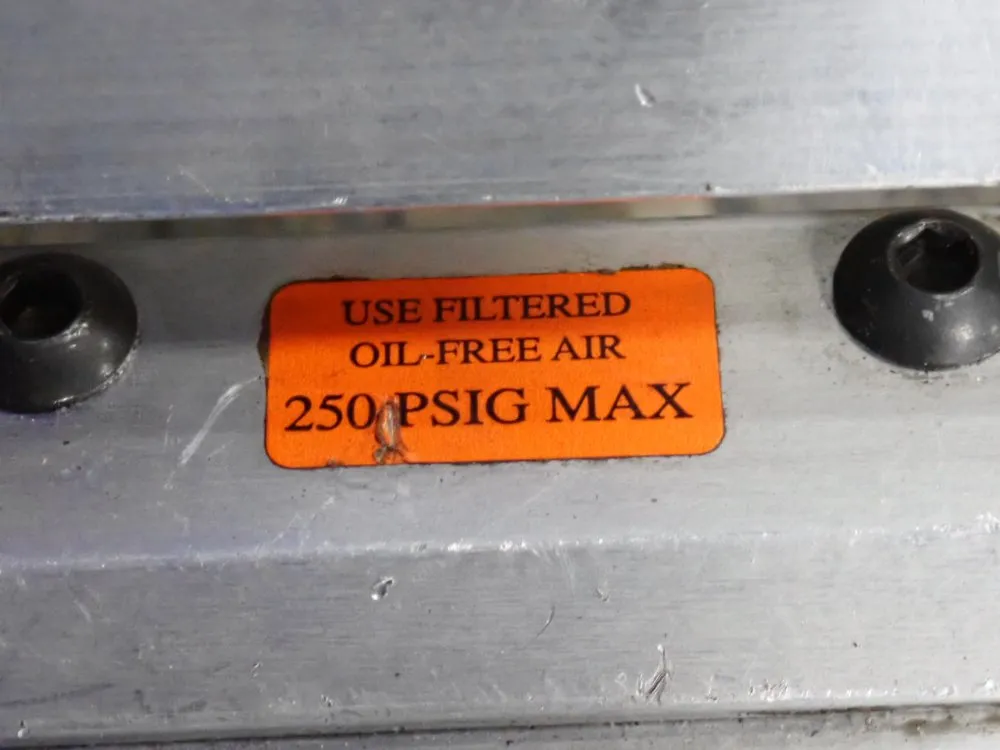 USE FILTERED
OIL-FREE AIR
250 PSIG MAX